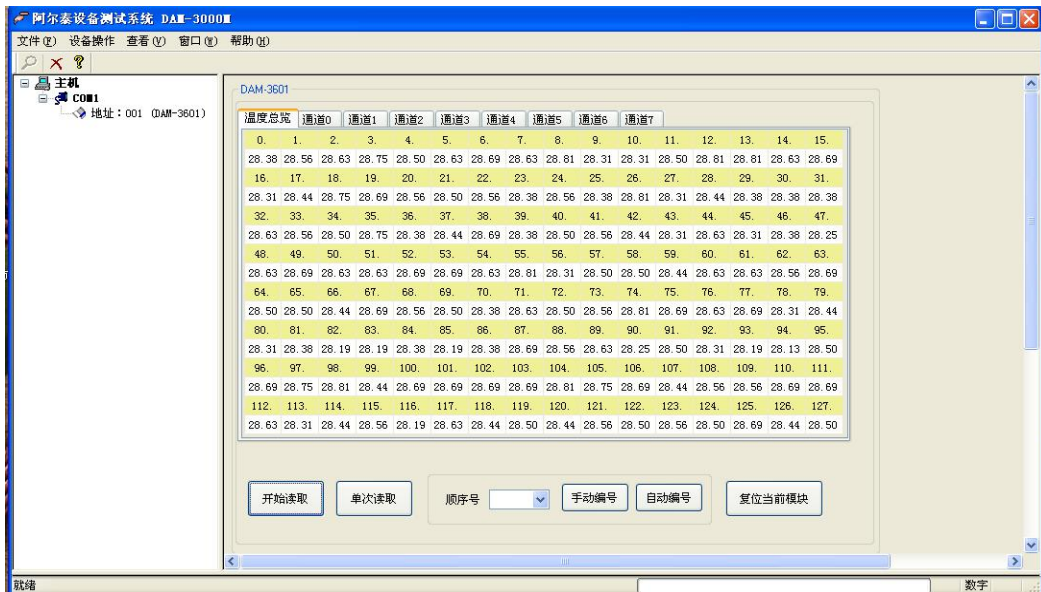 阿尔泰设备测试系统 DAM-3000M
文件(F) 设备操作 查看(V) 窗口(W) 帮助(H)
主机
COM1
地址：001 (DAM-3601)
DAM-3601
温度总览 通道0 通道1 通道2 通道3 通道4 通道5 通道6 通道7
0. 1. 2. 3. 4. 5. 6. 7. 8. 9. 10. 11. 12. 13. 14. 15.
28.38 28.56 28.63 28.75 28.50 28.63 28.69 28.63 28.81 28.31 28.31 28.50 28.81 28.81 28.63 28.69
16. 17. 18. 19. 20. 21. 22. 23. 24. 25. 26. 27. 28. 29. 30. 31.
28.31 28.44 28.75 28.69 28.56 28.50 28.56 28.38 28.56 28.38 28.81 28.31 28.44 28.38 28.38 28.38
32. 33. 34. 35. 36. 37. 38. 39. 40. 41. 42. 43. 44. 45. 46. 47.
28.63 28.56 28.50 28.75 28.38 28.44 28.69 28.38 28.50 28.56 28.44 28.31 28.63 28.31 28.38 28.25
48. 49. 50. 51. 52. 53. 54. 55. 56. 57. 58. 59. 60. 61. 62. 63.
28.63 28.69 28.63 28.63 28.69 28.69 28.63 28.81 28.31 28.50 28.50 28.44 28.63 28.63 28.56 28.69
64. 65. 66. 67. 68. 69. 70. 71. 72. 73. 74. 75. 76. 77. 78. 79.
28.50 28.50 28.44 28.69 28.56 28.50 28.38 28.63 28.50 28.56 28.81 28.69 28.63 28.69 28.31 28.44
80. 81. 82. 83. 84. 85. 86. 87. 88. 89. 90. 91. 92. 93. 94. 95.
28.31 28.38 28.19 28.19 28.38 28.19 28.38 28.69 28.56 28.63 28.25 28.50 28.31 28.19 28.13 28.50
96. 97. 98. 99. 100. 101. 102. 103. 104. 105. 106. 107. 108. 109. 110. 111.
28.69 28.75 28.81 28.44 28.69 28.69 28.69 28.69 28.81 28.75 28.69 28.44 28.56 28.56 28.69 28.69
112. 113. 114. 115. 116. 117. 118. 119. 120. 121. 122. 123. 124. 125. 126. 127.
28.63 28.31 28.44 28.56 28.19 28.63 28.44 28.50 28.44 28.56 28.50 28.56 28.50 28.69 28.44 28.50
开始读取 单次读取 顺序号 手动编号 自动编号 复位当前模块
就绪 数字